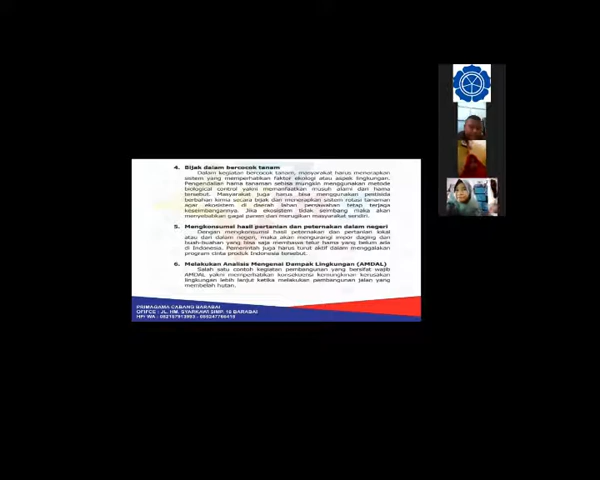 4. Bijak dalam bercocok tanam
Dalam kegiatan bercocok tanam, masyarakat harus menerapkan
sistem yang memperhatikan faktor ekologi atau aspek lingkungan.
Pengendalian hama tanaman sebisa mungkin menggunakan metode
biological control yakni memanfaatkan musuh alami dari hama
tersebut. Masyarakat juga harus bisa menggunakan pestisida
berbahan kimia secara bijak dan menerapkan sistem rotasi tanaman
agar ekosistem di daerah lahan persawahan tetap terjaga
keseimbangannya. Jika ekosistem tidak seimbang maka akan
menyebabkan gagal panen dan merugikan masyarakat sendiri.
5. Mengkonsumsi hasil pertanian dan peternakan dalam negeri
Dengan mengkonsumsi hasil peternakan dan pertanian lokal
atau dari dalam negeri, maka akan mengurangi impor daging dan
buah-buahan yang bisa saja membawa telur hama yang belum ada
di Indonesia. Pemerintah juga harus turut aktif dalam menggalakan
program cinta produk Indonesia tersebut.
6. Melakukan Analisis Mengenai Dampak Lingkungan (AMDAL)
Salah satu contoh kegiatan pembangunan yang bersifat wajib
AMDAL yakni memperhatikan konsekuensi kemungkinan kerusakan
lingkungan lebih lanjut ketika melakukan pembangunan jalan yang
membelah hutan.
PRIMAGAMA CABANG BARABAI
OFFICE : JL. HM. SYARKAWI SIMP. 10 BARABAI
HP/ WA :